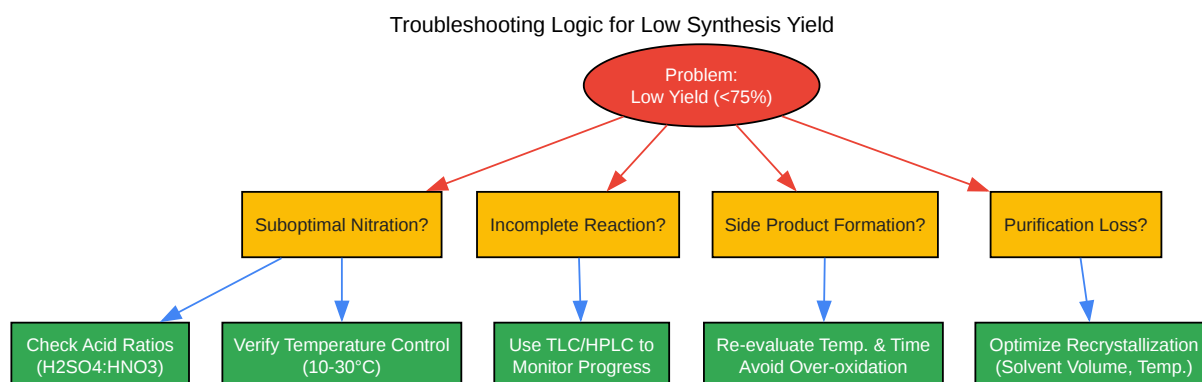 Troubleshooting Logic for Low Synthesis Yield
Problem:
Low Yield (<75%)
Suboptimal Nitration?
Incomplete Reaction?
Side Product Formation?
Purification Loss?
Check Acid Ratios
(H2SO4:HNO3)
Verify Temperature Control
(10-30°C)
Use TLC/HPLC to
Monitor Progress
Re-evaluate Temp. & Time
Avoid Over-oxidation
Optimize Recrystallization
(Solvent Volume, Temp.)